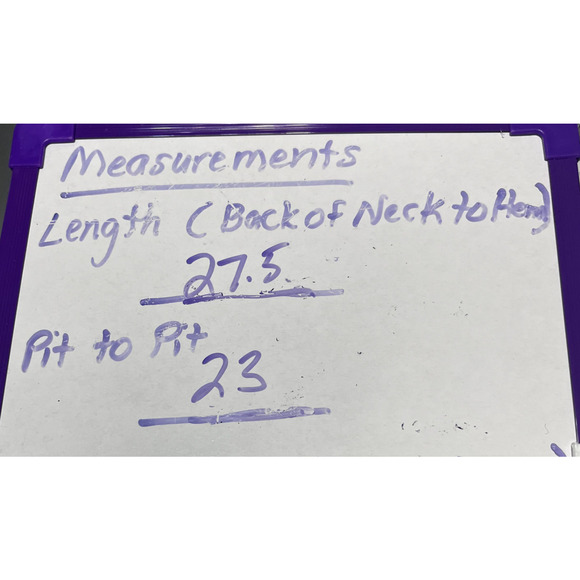 Measurements
Length (Back of Neck to Hem)
27.5
Pit to Pit
23